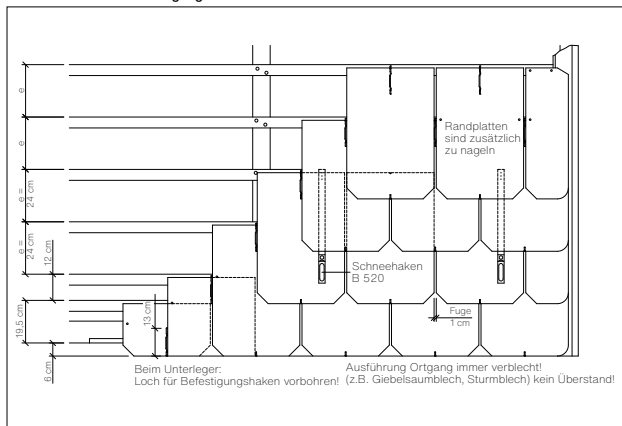 e
e
e =
24 cm
e =
24 cm
12 cm
19,5 cm
13 cm
6 cm
Randplatten
sind zusätzlich
zu nageln
Schneehaken
B 520
Fuge
1 cm
Beim Unterleger:
Loch für Befestigungshaken vorbohren!
Ausführung Ortgang immer verblecht!
(z.B. Giebelsaumblech, Sturmblech) kein Überstand!